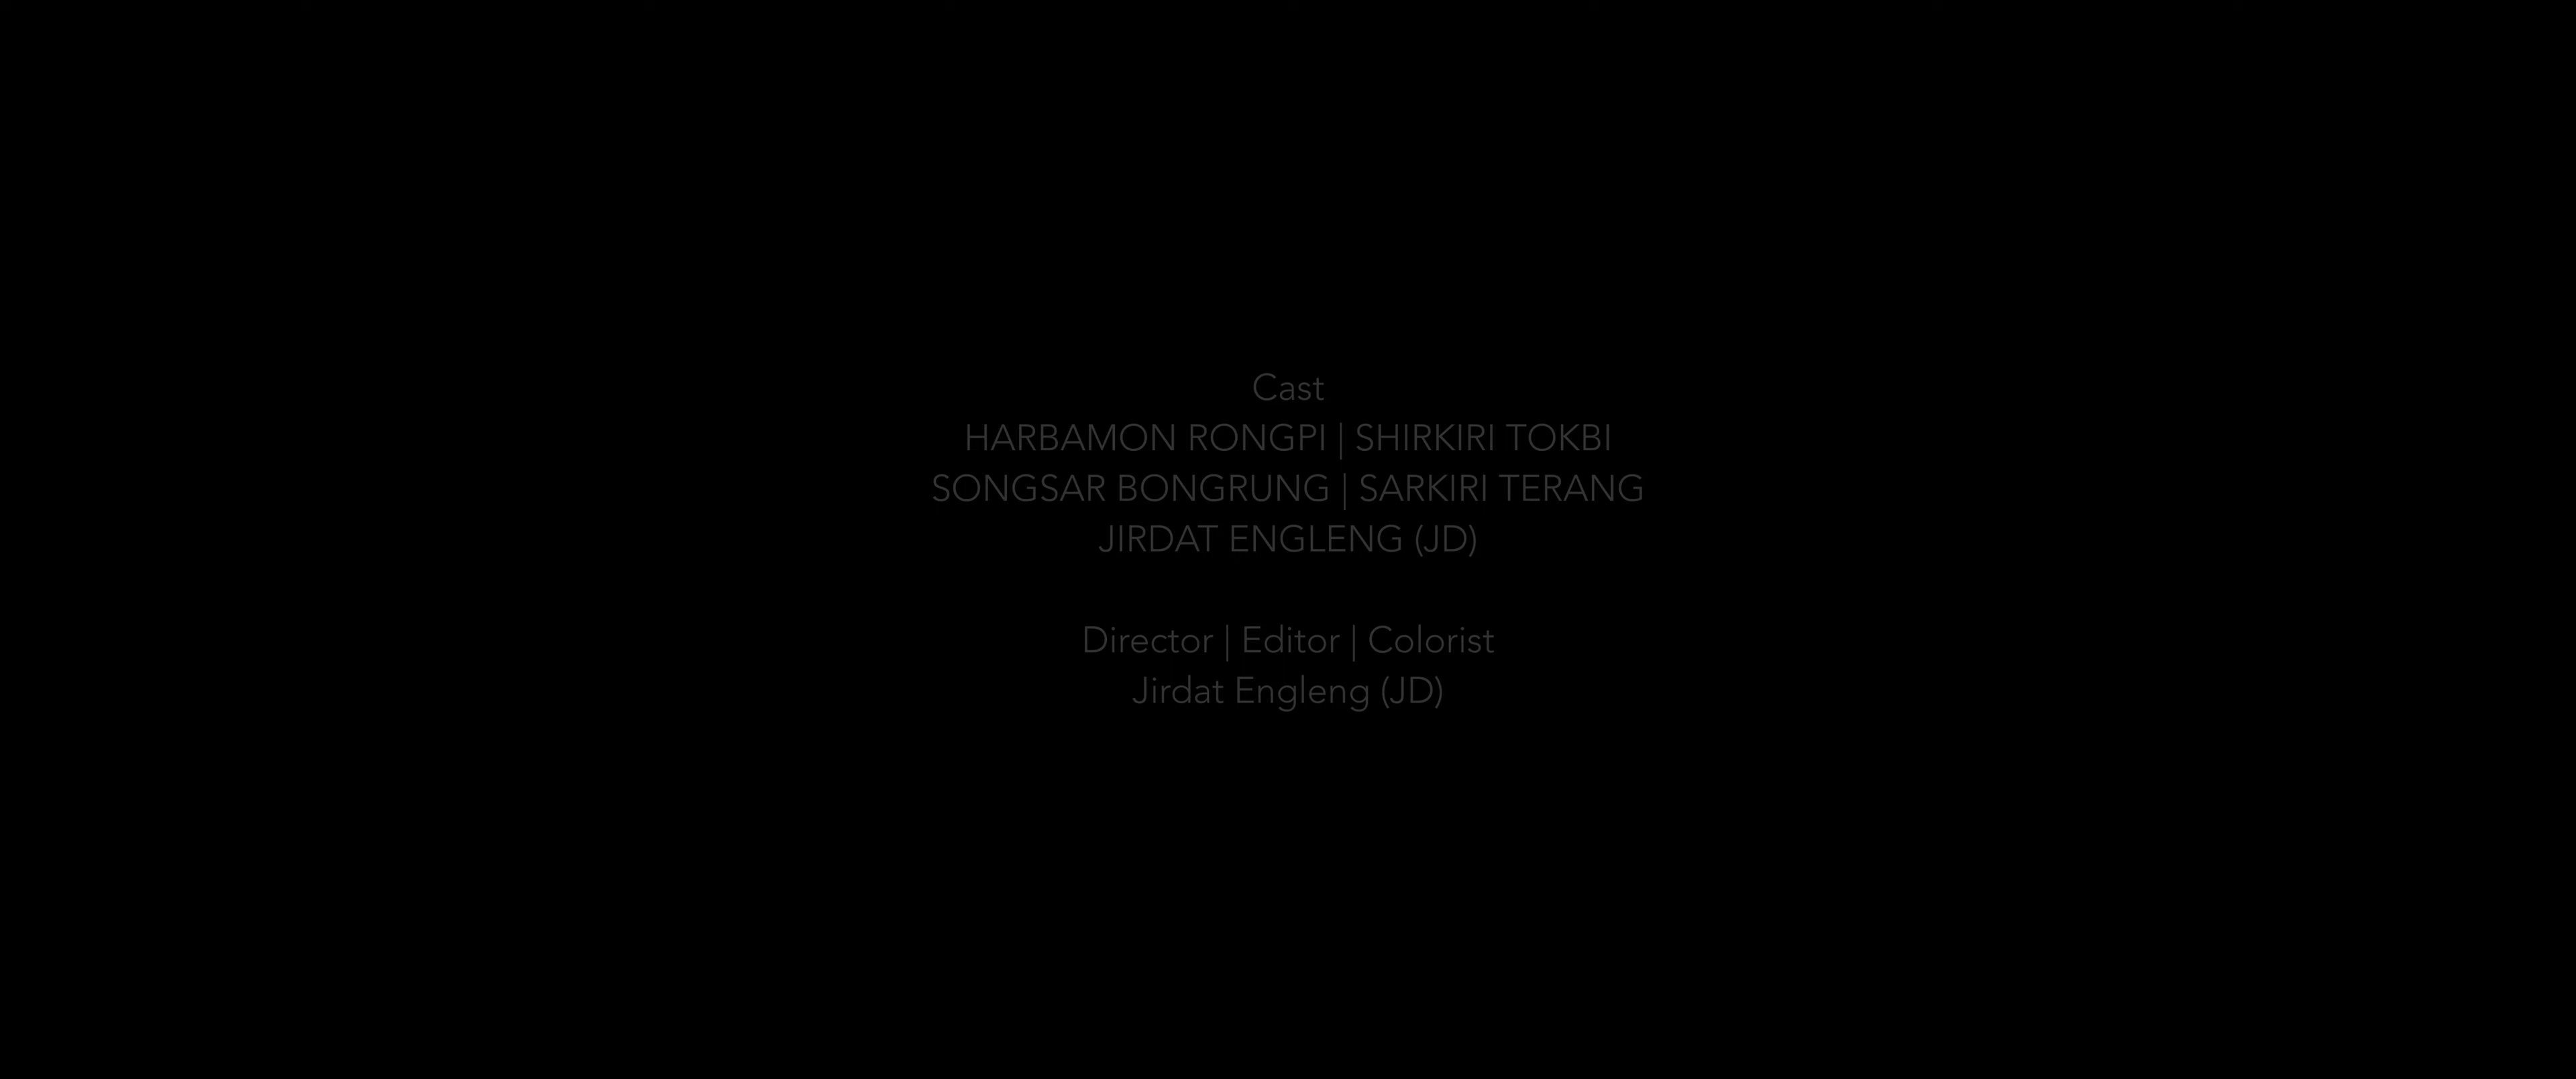 Cast
HARBAMON RONGPI | SHIRKIRI TOKBI
SONGSAR BONGRUNG | SARKIRI TERANG
JIRDAT ENGLENG (JD)
Director | Editor | Colorist
Jirdat Engleng (JD)